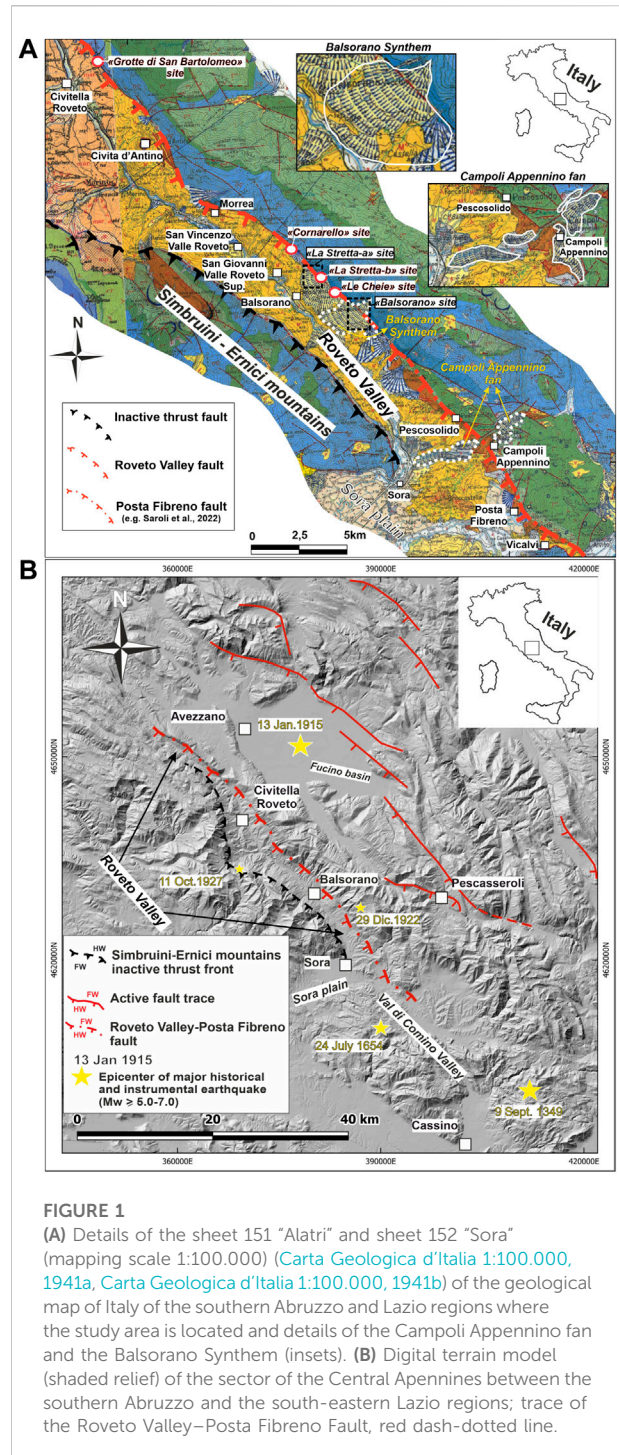 A
Balsorano Synthem
Italy
«Grotte di San Bartolomeo»
site
Civitella
Roveto
Civita d'Antino
Campoli Appennino fan
Pescosolido
Campoli
Appennino
Morrea
«Cornarello» site
San Vincenzo
Valle Roveto
«La Stretta-a» site
San Giovanni
Valle Roveto
Sup.
«La Stretta-b» site
«Le Cheie» site
Balsorano
«Balsorano» site
Balsorano
Synthem
N
Simbruini - Ernici mountains
Roveto Valley
Campoli Appennino
fan
Inactive thrust fault
Roveto Valley fault
Posta Fibreno fault
(e.g. Saroli et al., 2022)
Pescosolido
Campoli
Appennino
Sora
Sora plain
Posta
Fibreno
Vicalvi
0 2,5 5km
B
360000E 390000E 420000E
N
Italy
Avezzano
13 Jan.1915
Fucino basin
4650000N
4650000N
Civitella
Roveto
Roveto Valley
11 Oct.1927
Balsorano
Pescasseroli
29 Dic.1922
HW
FW
Simbruini-Ernici mountains
inactive thrust front
Sora
4620000N
4620000N
FW
HW
Active fault trace
Sora plain
FW
HW
Roveto Valley-Posta Fibreno
fault
Val di Comino Valley
24 July 1654
13 Jan 1915
Epicenter of major historical
and instrumental earthquake
(Mw ≥ 5.0-7.0)
9 Sept. 1349
Cassino
0 20 40 km
360000E 390000E 420000E
FIGURE 1
(A) Details of the sheet 151 "Alatri" and sheet 152 "Sora"
(mapping scale 1:100.000) (Carta Geologica d'Italia 1:100.000,
1941a, Carta Geologica d'Italia 1:100.000, 1941b) of the geological
map of Italy of the southern Abruzzo and Lazio regions where
the study area is located and details of the Campoli Appennino fan
and the Balsorano Synthem (insets). (B) Digital terrain model
(shaded relief) of the sector of the Central Apennines between the
southern Abruzzo and the south-eastern Lazio regions; trace of
the Roveto Valley–Posta Fibreno Fault, red dash-dotted line.